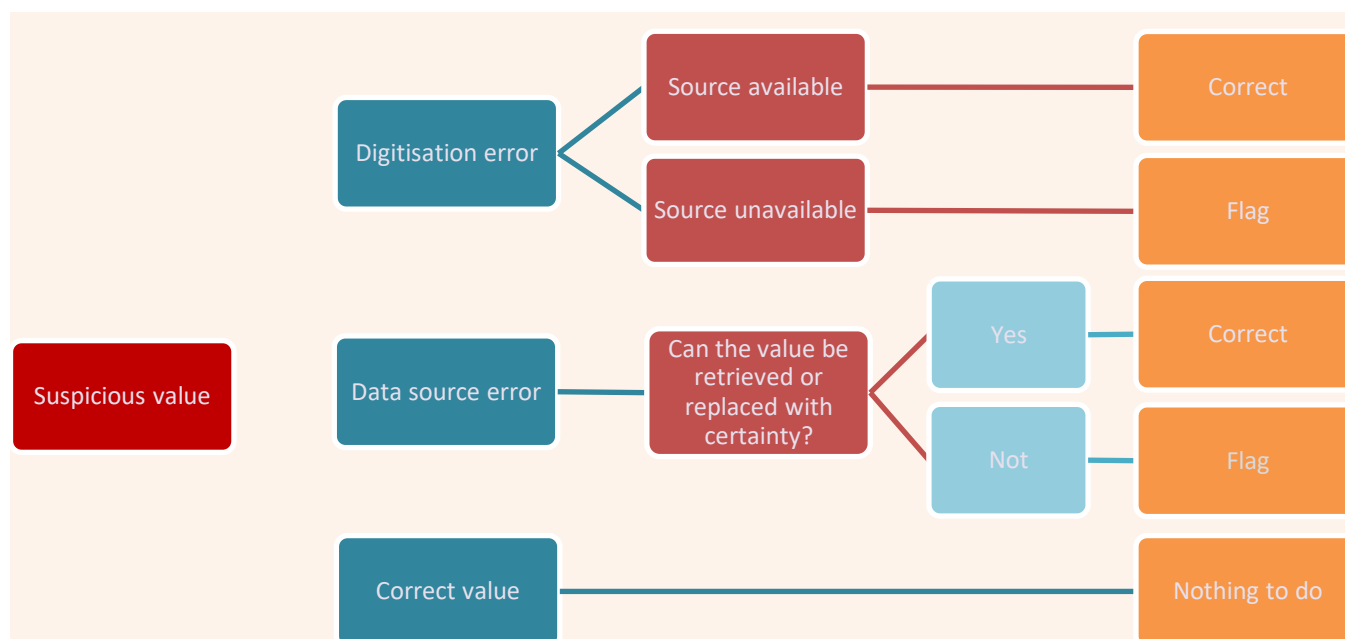 Suspicious value
Digitisation error
Source available
Correct
Source unavailable
Flag
Data source error
Can the value be
retrieved or
replaced with
certainty?
Yes
Correct
Not
Flag
Correct value
Nothing to do